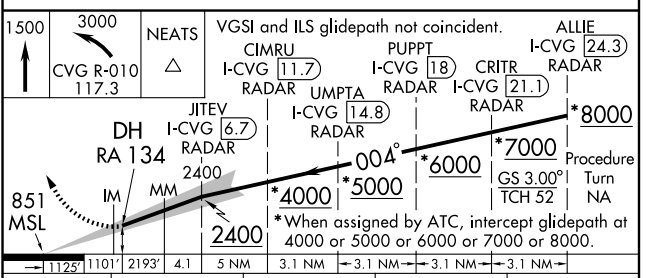 1500
3000
CVG R-010
117.3
NEATS
VGSI and ILS glidepath not coincident.
ALLIE
I-CVG 24.3
RADAR
CIMRU
I-CVG 11.7
RADAR
PUPPT
I-CVG 18
RADAR
CRITR
I-CVG 21.1
RADAR
UMPTA
I-CVG 14.8
RADAR
JITEV
I-CVG 6.7
RADAR
DH
RA 134
2400
004°
*8000
*7000
*6000
*5000
*4000
2400
GS 3.00°
TCH 52
Procedure
Turn
NA
851
MSL
IM
MM
*When assigned by ATC, intercept glidepath at
4000 or 5000 or 6000 or 7000 or 8000.
1125' 1101' 2193' 4.1 5 NM 3.1 NM 3.1 NM 3.1 NM 3.1 NM